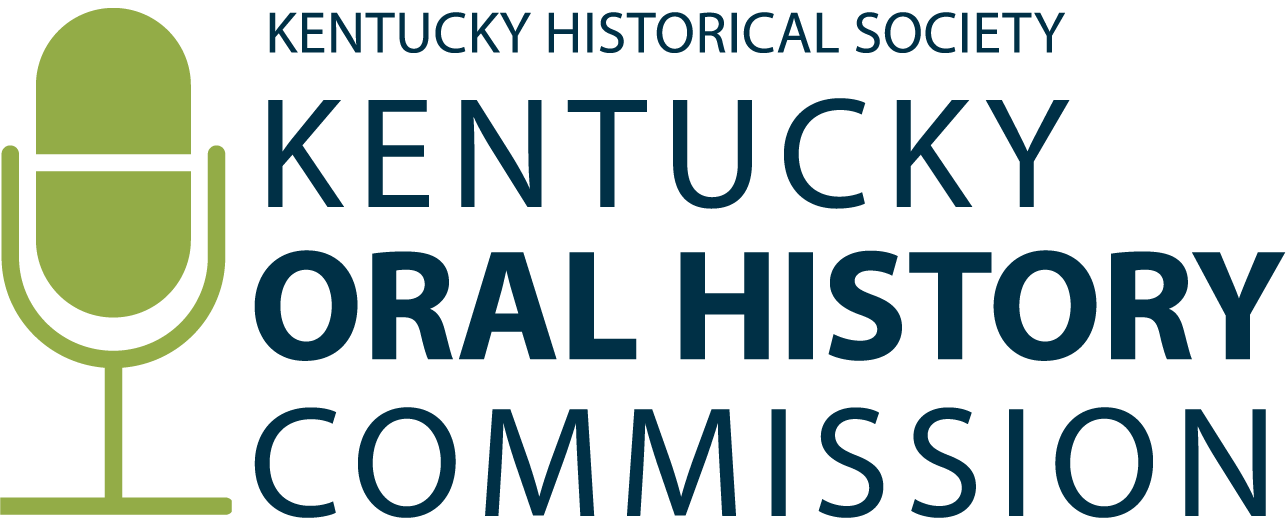 KENTUCKY HISTORICAL SOCIETY
KENTUCKY
ORAL HISTORY
COMMISSION